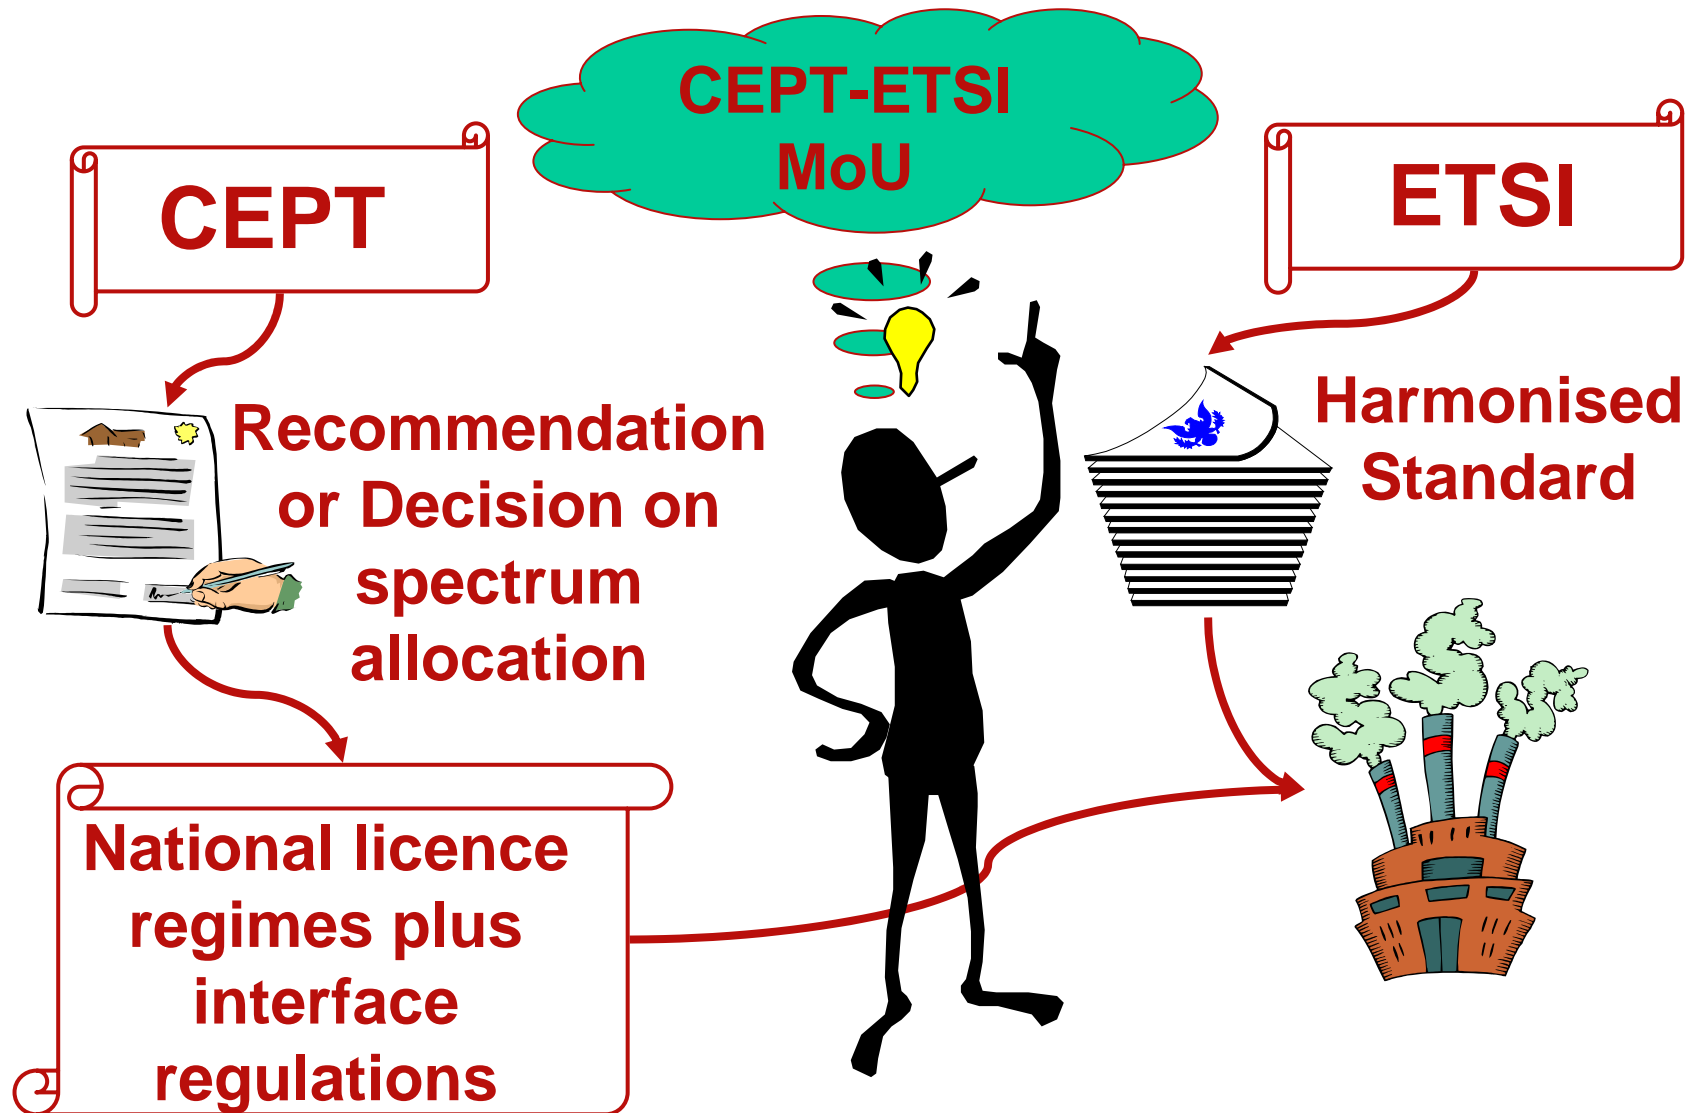 CEPT-ETSI
MoU
CEPT
ETSI
Recommendation
or Decision on
spectrum
allocation
Harmonised
Standard
National licence
regimes plus
interface
regulations